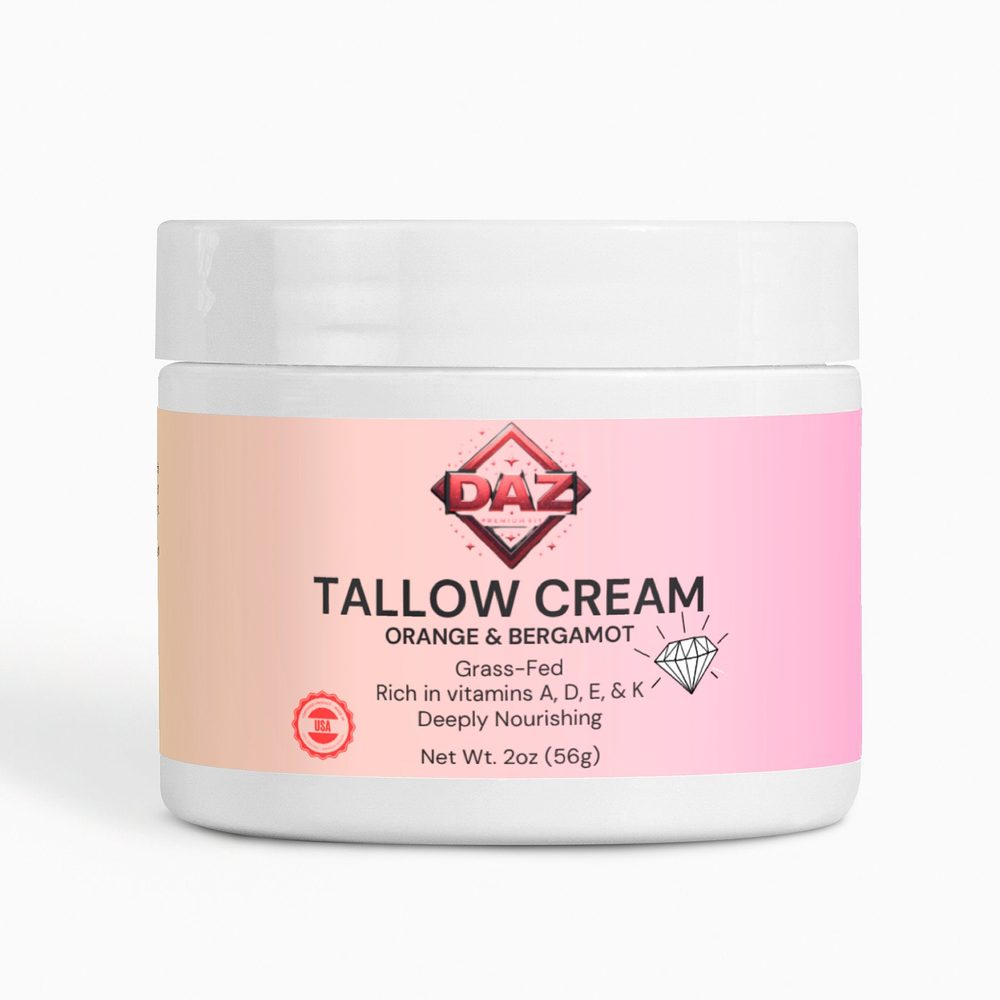 DAZ
TALLOW CREAM
ORANGE & BERGAMOT
Grass-Fed
Rich in vitamins A, D, E, & K
Deeply Nourishing
USA
Net Wt. 2oz (56g)